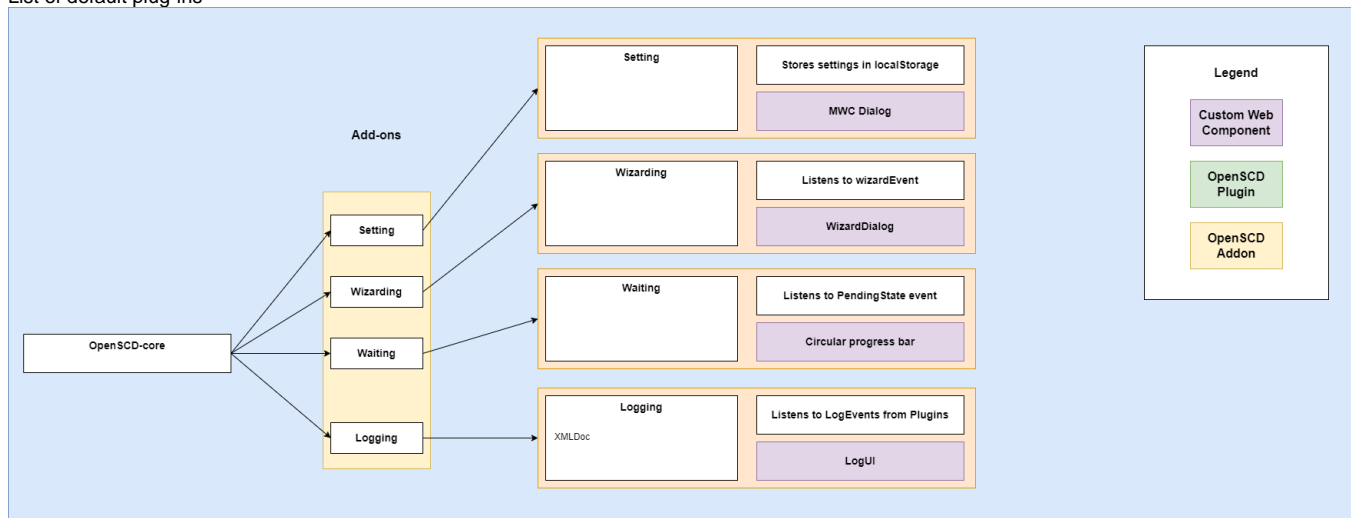 List of default plug-ins
Setting
Stores settings in localStorage
MWC Dialog
Legend
Custom Web
Component
OpenSCD
Plugin
OpenSCD
Addon
Add-ons
Wizarding
Listens to wizardEvent
WizardDialog
Setting
Wizarding
Waiting
Logging
OpenSCD-core
Waiting
Listens to PendingState event
Circular progress bar
Logging
XMLDoc
Listens to LogEvents from Plugins
LogUI